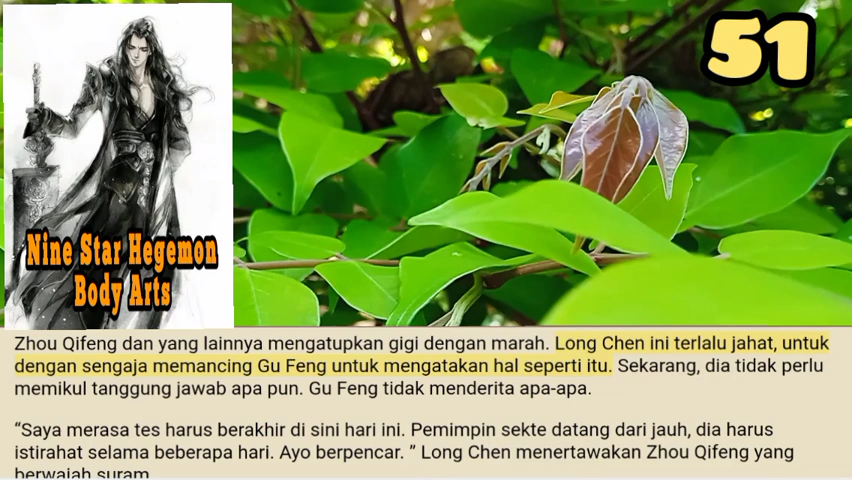 51
Nine Star Hegemon
Body Arts
Zhou Qifeng dan yang lainnya mengatupkan gigi dengan marah. Long Chen ini terlalu jahat, untuk
dengan sengaja memancing Gu Feng untuk mengatakan hal seperti itu. Sekarang, dia tidak perlu
memikul tanggung jawab apa pun. Gu Feng tidak menderita apa-apa.
“Saya merasa tes harus berakhir di sini hari ini. Pemimpin sekte datang dari jauh, dia harus
istirahat selama beberapa hari. Ayo berpencar. ” Long Chen menertawakan Zhou Qifeng yang
berwajah suram